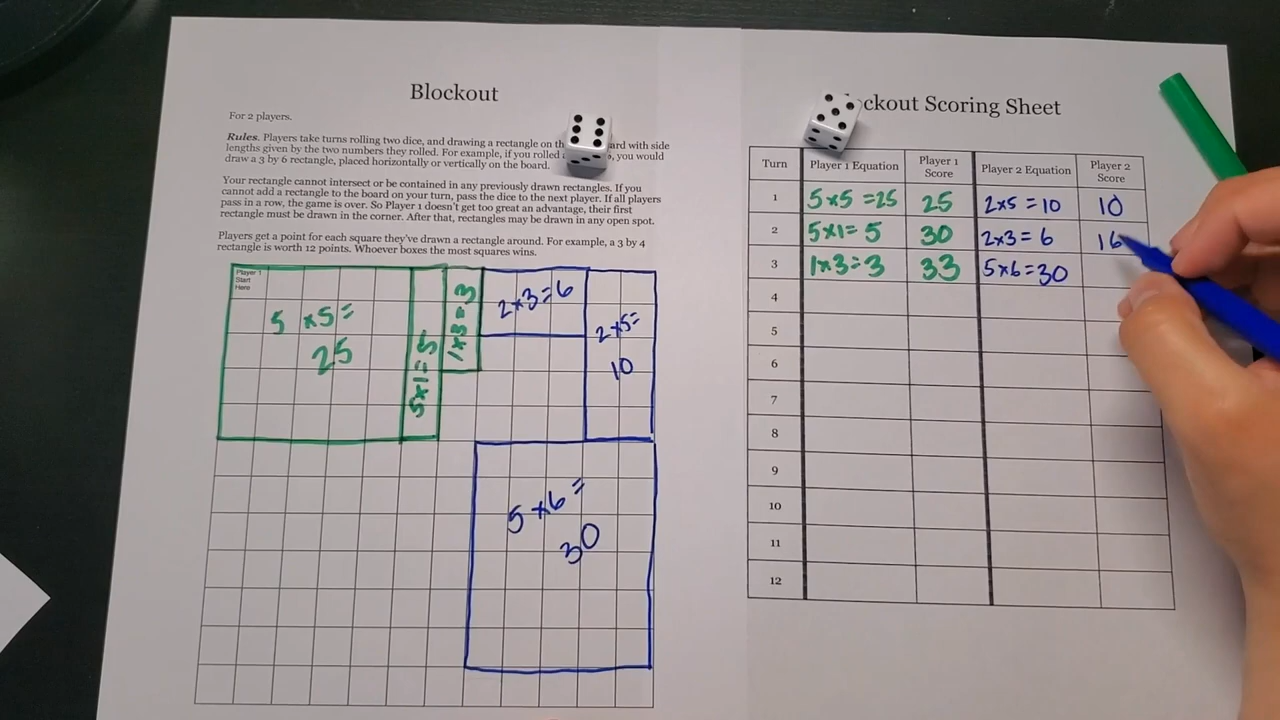 Blockout
For 2 players.
Rules. Players take turns rolling two dice, and drawing a rectangle on th ard with side
lengths given by the two numbers they rolled. For example, if you rolled , you would
draw a 3 by 6 rectangle, placed horizontally or vertically on the board.
Your rectangle cannot intersect or be contained in any previously drawn rectangles. If you
cannot add a rectangle to the board on your turn, pass the dice to the next player. If all players
pass in a row, the game is over. So Player 1 doesn't get too great an advantage, their first
rectangle must be drawn in the corner. After that, rectangles may be drawn in any open spot.
Players get a point for each square they've drawn a rectangle around. For example, a 3 by 4
rectangle is worth 12 points. Whoever boxes the most squares wins.
Player 1
Start
Here
5 x5=
25
5x1=5
1x3=3
2x3=6
2x5=
10
5x6=
30
ckout Scoring Sheet
Turn Player 1 Equation Player 1 Score Player 2 Equation Player 2 Score
1 5x5=25 25 2x5=10 10
2 5x1=5 30 2x3=6 16
3 1x3=3 33 5x6=30
4
5
6
7
8
9
10
11
12